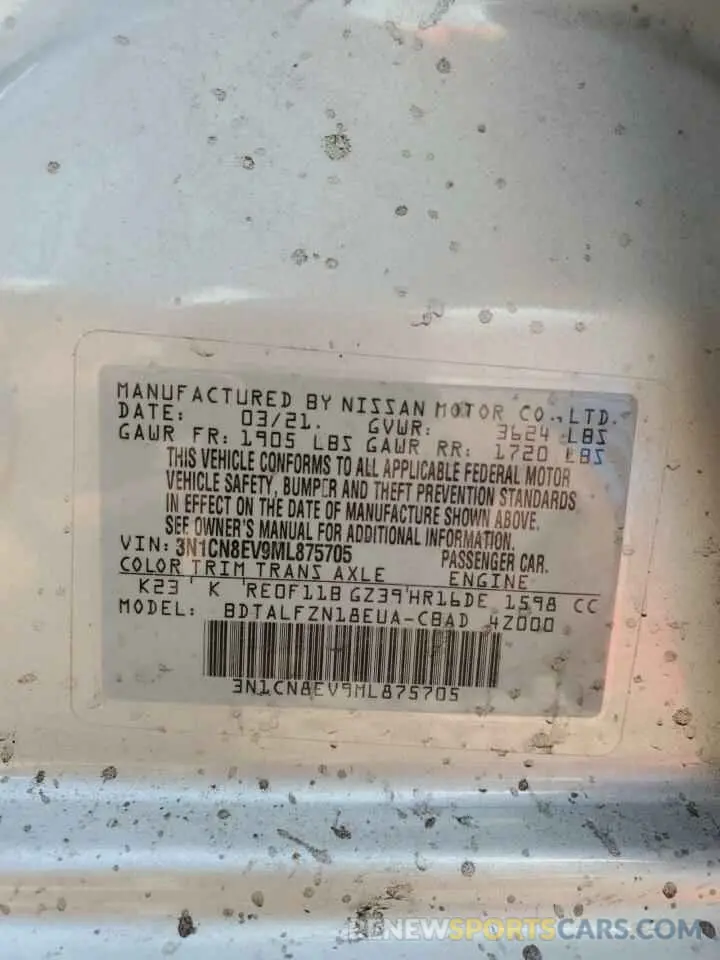 MANUFACTURED BY NISSAN MOTOR CO., LTD.
DATE: 03/21. GVWR: 3624 LBS
GAWR FR: 1905 LBS GAWR RR: 1720 LBS
THIS VEHICLE CONFORMS TO ALL APPLICABLE FEDERAL MOTOR
VEHICLE SAFETY, BUMPER AND THEFT PREVENTION STANDARDS
IN EFFECT ON THE DATE OF MANUFACTURE SHOWN ABOVE.
SEE OWNER'S MANUAL FOR ADDITIONAL INFORMATION.
VIN: 3N1CN8EV9ML875705 PASSENGER CAR.
COLOR TRIM TRANS AXLE ENGINE
K23 K RE0F11B GZ39 HR16DE 1598 CC
MODEL: BDTALFZN18EUA-CBAD 4Z000
3N1CN8EV9ML875705
RENEWSPORTSCARS.COM